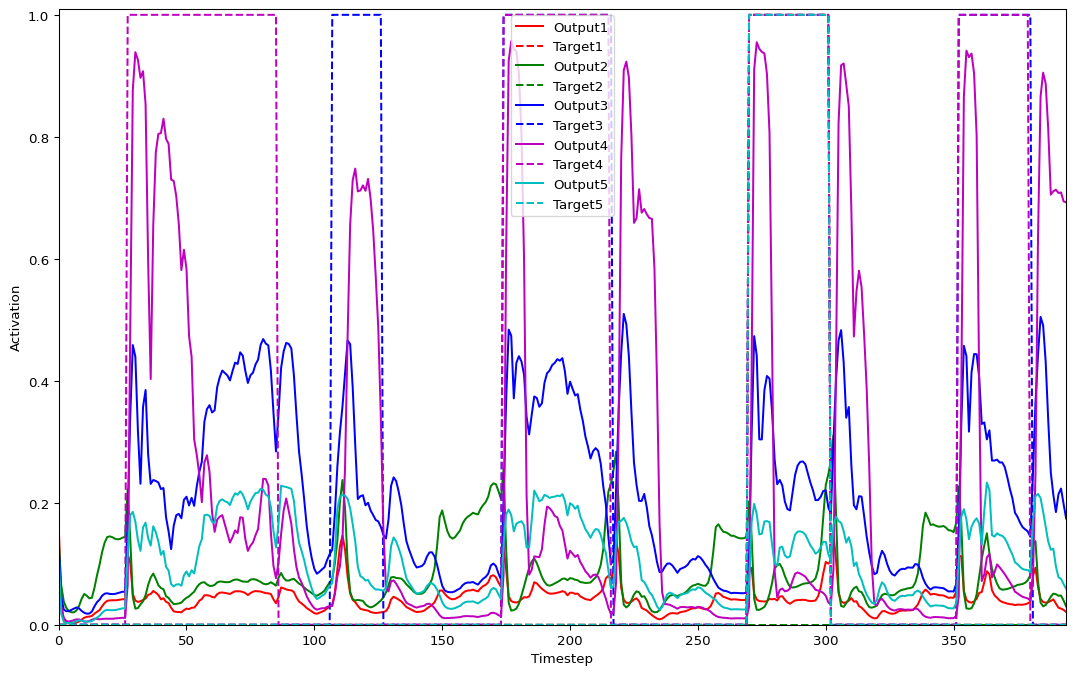 1.0
0.8
0.6
0.4
0.2
0.0
Activation
0 50 100 150 200 250 300 350
Timestep
Output1
Target1
Output2
Target2
Output3
Target3
Output4
Target4
Output5
Target5